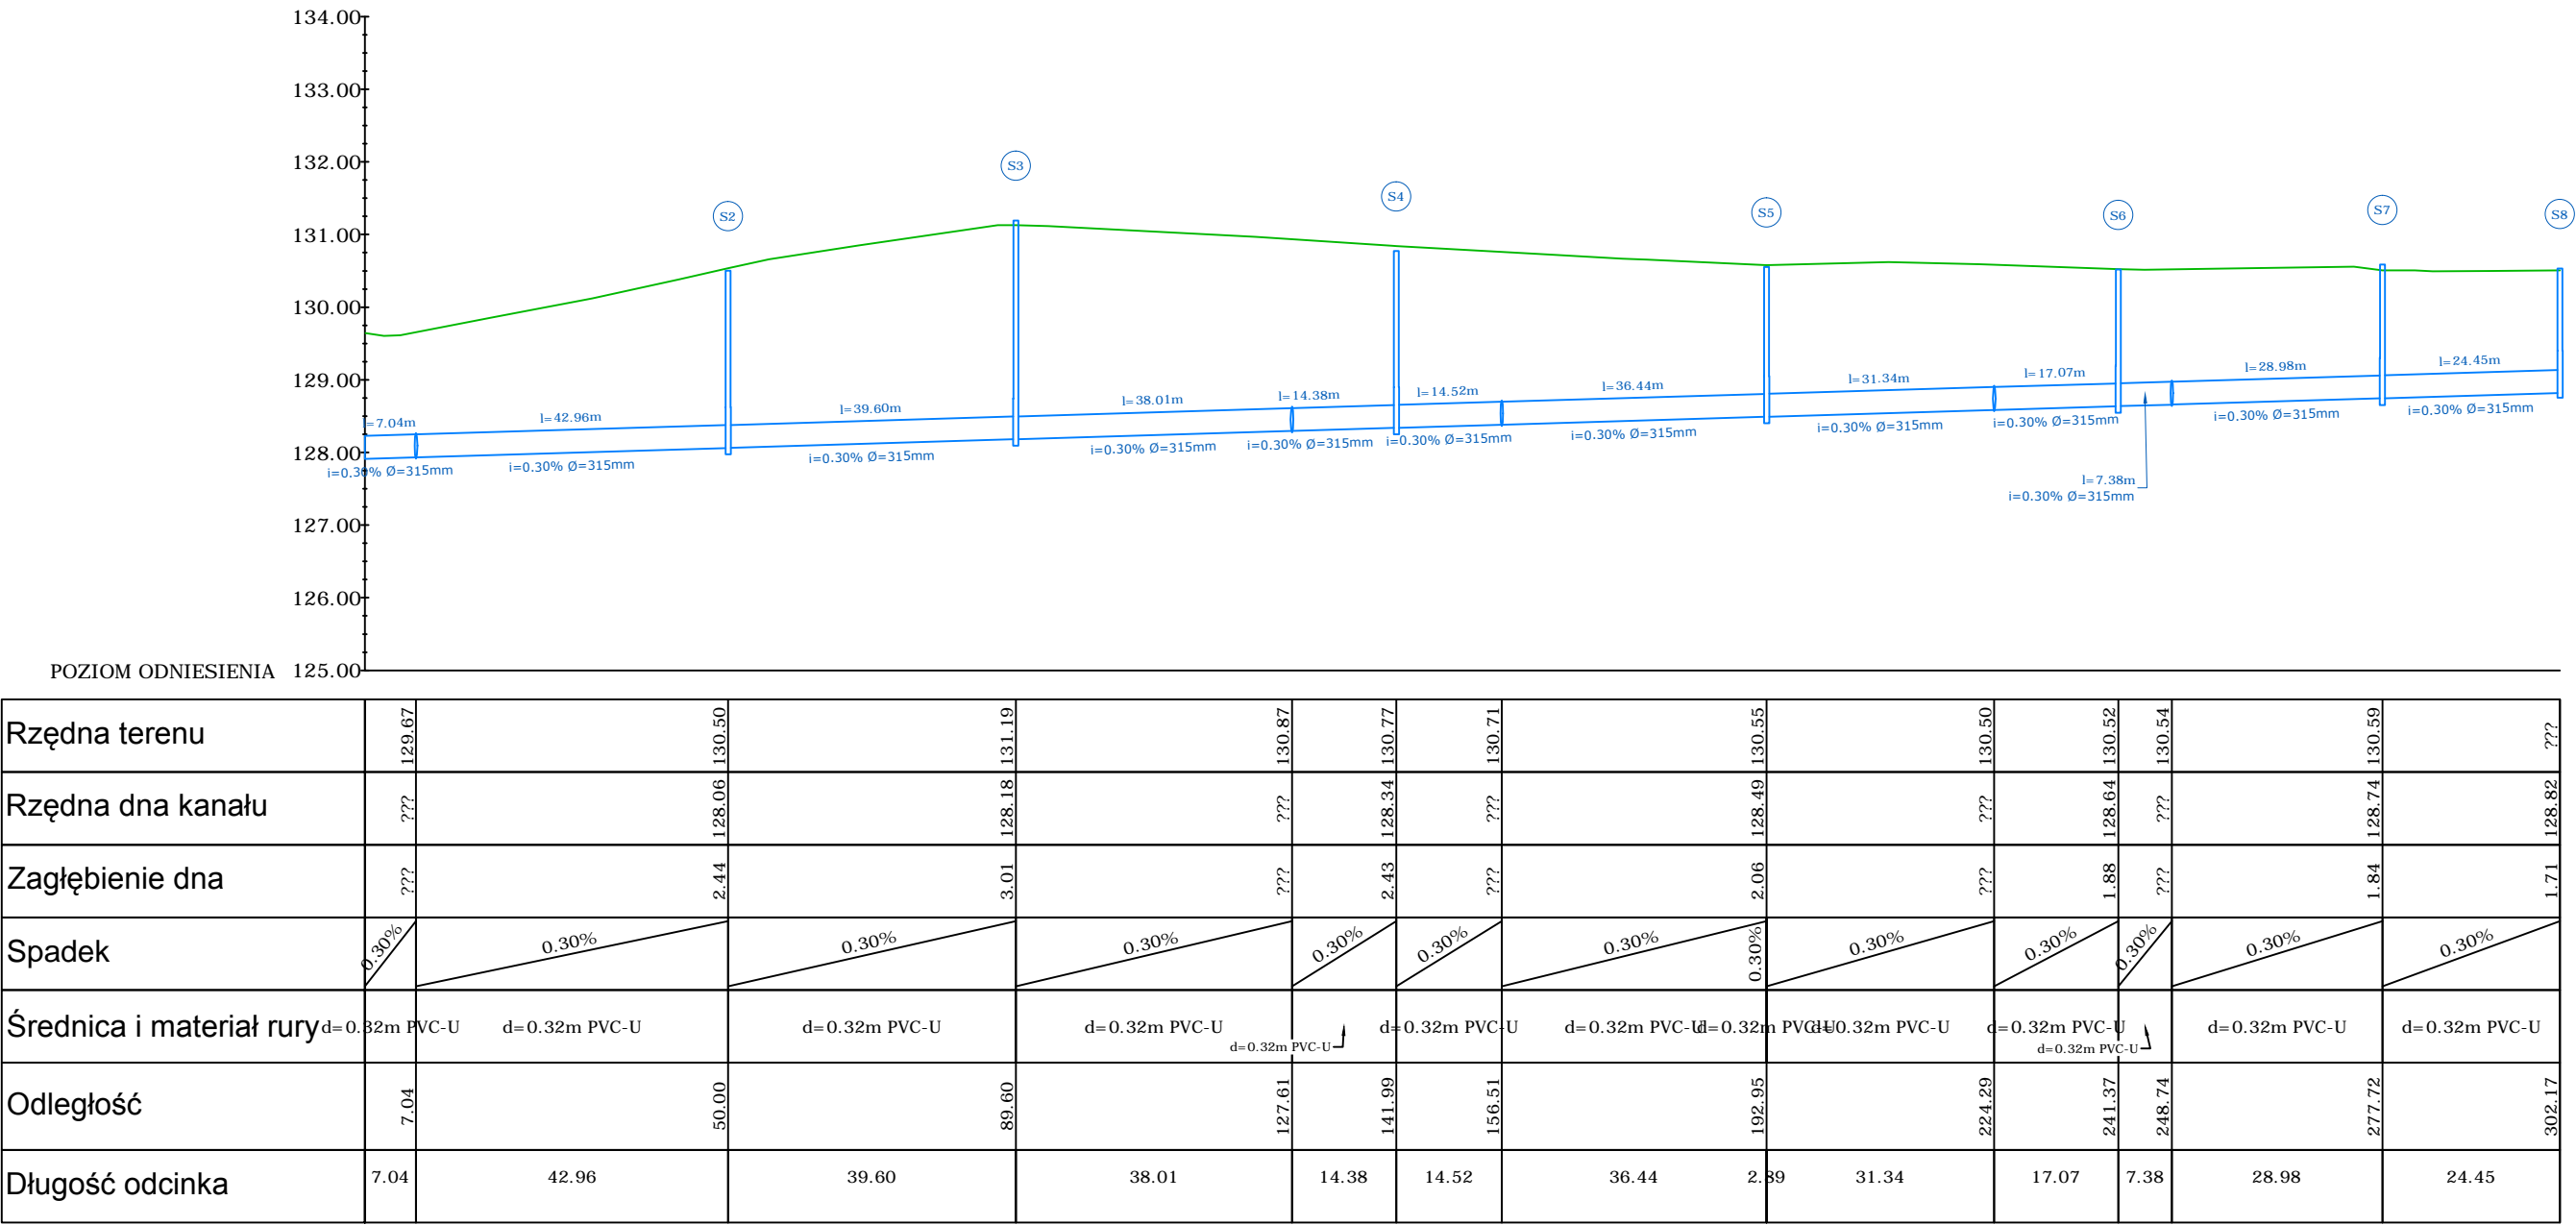 134.00
133.00
132.00
131.00
130.00
129.00
128.00
127.00
126.00
POZIOM ODNIESIENIA 125.00
S2
S3
S4
S5
S6
S7
S8
l=7.04m
i=0.30% Ø=315mm
l=42.96m
i=0.30% Ø=315mm
l=39.60m
i=0.30% Ø=315mm
l=38.01m
i=0.30% Ø=315mm
l=14.38m
i=0.30% Ø=315mm
l=14.52m
i=0.30% Ø=315mm
l=36.44m
i=0.30% Ø=315mm
l=31.34m
i=0.30% Ø=315mm
l=17.07m
i=0.30% Ø=315mm
l=7.38m
i=0.30% Ø=315mm
l=28.98m
i=0.30% Ø=315mm
l=24.45m
i=0.30% Ø=315mm
Rzędna terenu 129.67 130.50 131.19 130.87 130.77 130.71 130.55 130.50 130.52 130.54 130.59 ???
Rzędna dna kanału ??? 128.06 128.18 ??? 128.34 ??? 128.49 ??? 128.64 ??? 128.74 128.82
Zagłębienie dna ??? 2.44 3.01 ??? 2.43 ??? 2.06 ??? 1.88 ??? 1.84 1.71
Spadek 0.30% 0.30% 0.30% 0.30% 0.30% 0.30% 0.30% 0.30% 0.30% 0.30% 0.30% 0.30% 0.30%
Średnica i materiał rury d=0.32m PVC-U d=0.32m PVC-U d=0.32m PVC-U d=0.32m PVC-U d=0.32m PVC-U d=0.32m PVC-U d=0.32m PVC-U d=0.32m PVC-U d=0.32m PVC-U d=0.32m PVC-U d=0.32m PVC-U d=0.32m PVC-U d=0.32m PVC-U
Odległość 7.04 50.00 89.60 127.61 141.99 156.51 192.95 224.29 241.37 248.74 277.72 302.17
Długość odcinka 7.04 42.96 39.60 38.01 14.38 14.52 36.44 2.89 31.34 17.07 7.38 28.98 24.45